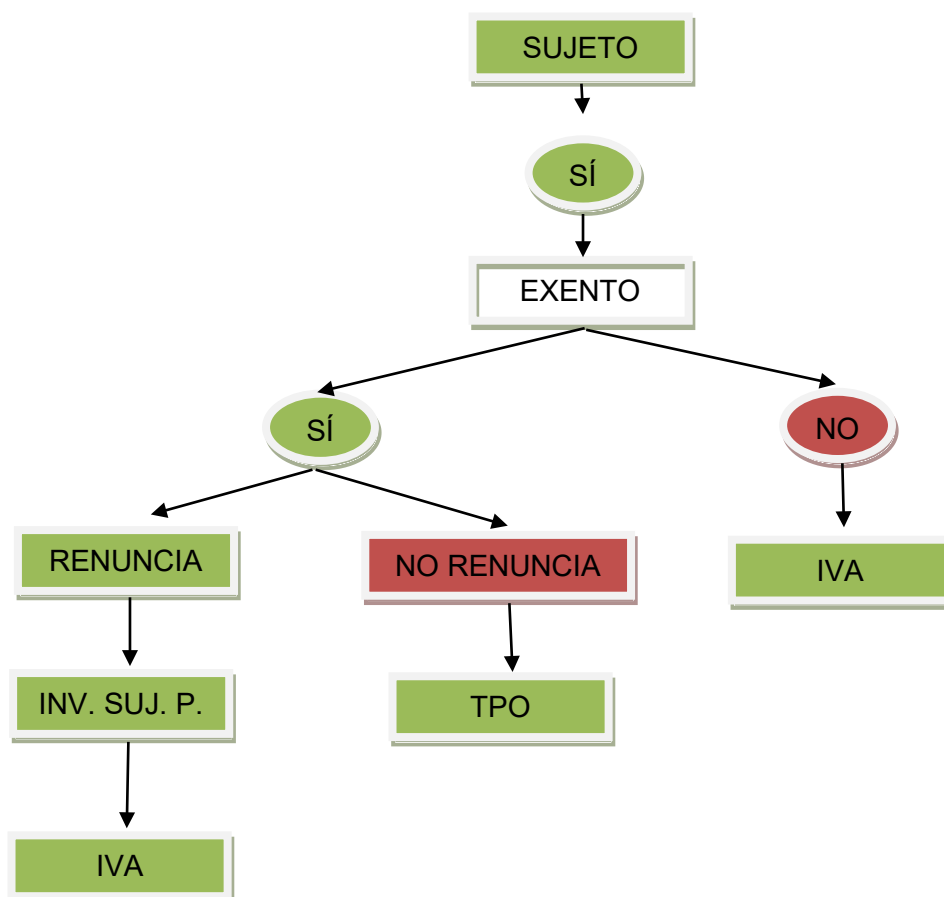 SUJETO
SÍ
EXENTO
SÍ
NO
RENUNCIA
NO RENUNCIA
IVA
INV. SUJ. P.
TPO
IVA